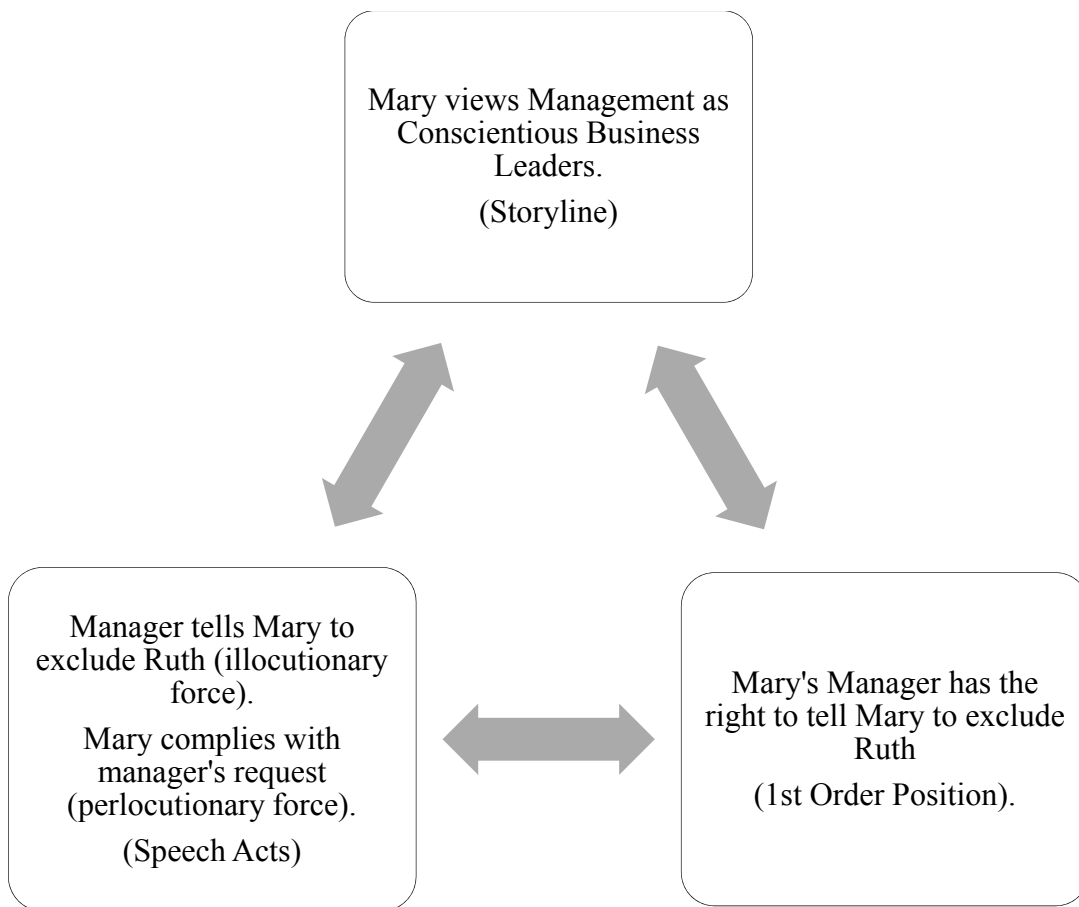 Mary views Management as
Conscientious Business
Leaders.
(Storyline)
Manager tells Mary to
exclude Ruth (illocutionary
force).
Mary complies with
manager's request
(perlocutionary force).
(Speech Acts)
Mary's Manager has the
right to tell Mary to exclude
Ruth
(1st Order Position).